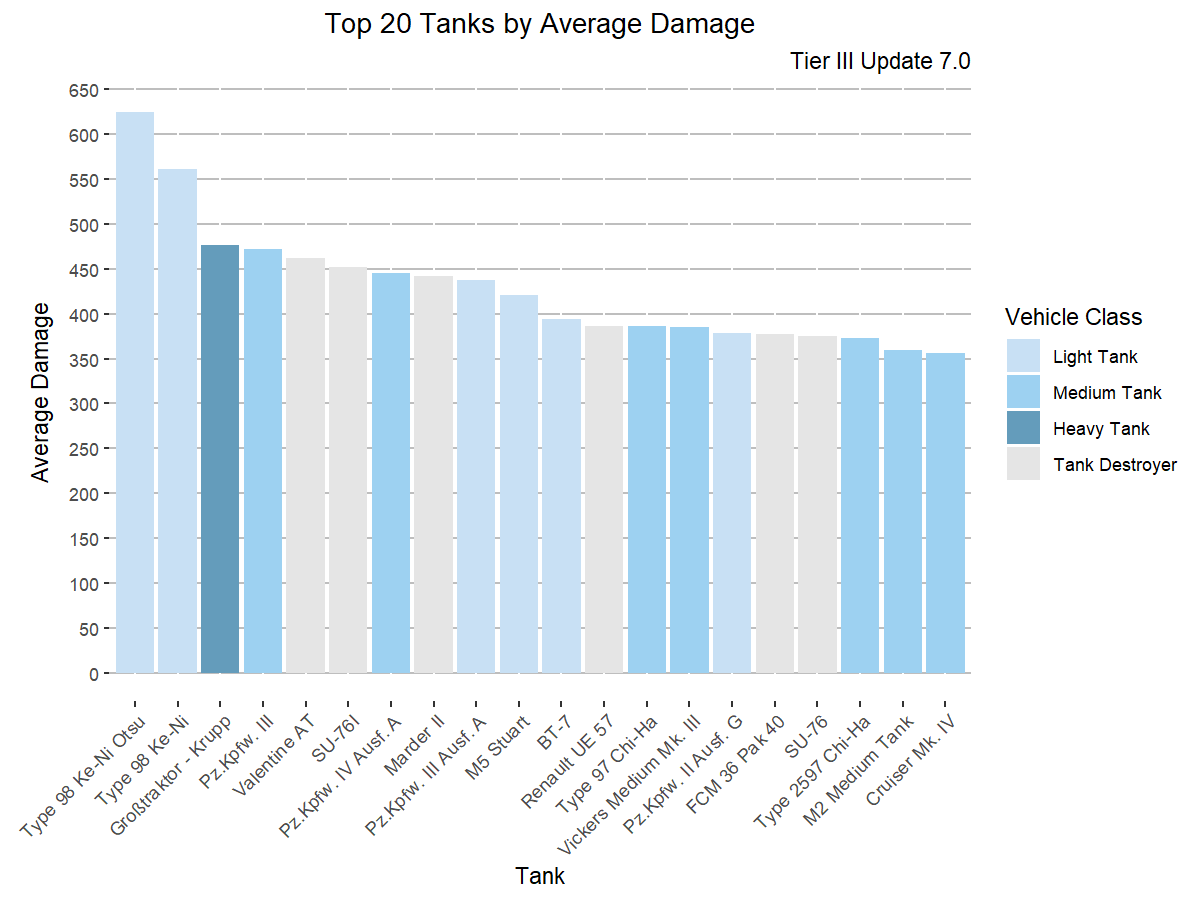 Top 20 Tanks by Average Damage
Tier III Update 7.0
650
600
550
500
450
400
350
300
250
200
150
100
50
0
Average Damage
Type 98 Ke-Ni Otsu
Type 98 Ke-Ni
Großtraktor - Krupp
Pz.Kpfw. III
Valentine AT
SU-76I
Pz.Kpfw. IV Ausf. A
Marder II
Pz.Kpfw. III Ausf. A
M5 Stuart
BT-7
Renault UE 57
Type 97 Chi-Ha
Vickers Medium Mk. III
Pz.Kpfw. II Ausf. G
FCM 36 Pak 40
SU-76
Type 2597 Chi-Ha
M2 Medium Tank
Cruiser Mk. IV
Tank
Vehicle Class
Light Tank
Medium Tank
Heavy Tank
Tank Destroyer